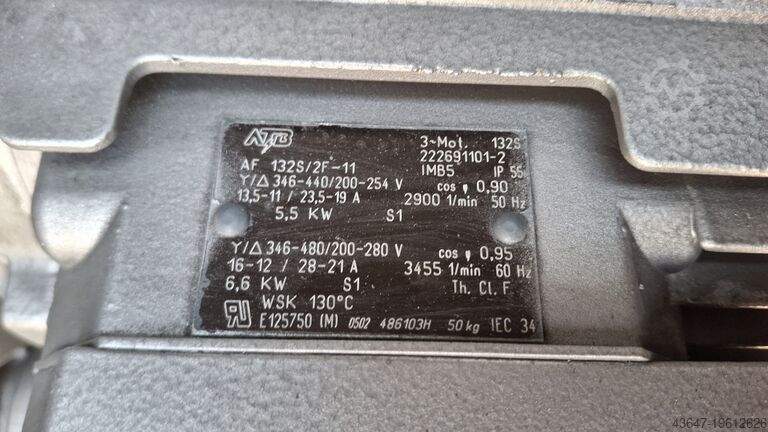 ATB 3~Mot. 132S
AF 132S/2F-11 222691101-2
IMB5 IP 55
Y/Δ 346-440/200-254 V cos φ 0,90
13,5-11 / 23,5-19 A 2900 1/min 50 Hz
5,5 KW S1
Y/Δ 346-480/200-280 V cos φ 0,95
16-12 / 28-21 A 3455 1/min 60 Hz
6,6 KW S1 Th. Cl. F
WSK 130°C
E125750 (M) 0502 486103H 50 kg IEC 34
43647-19612626